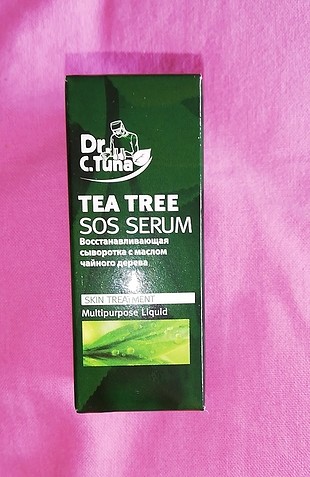 Dr.
C.Tuna
TEA TREE
SOS SERUM
Восстанавливающая
сыворотка с маслом
чайного дерева
SKIN TREATMENT
Multipurpose Liquid